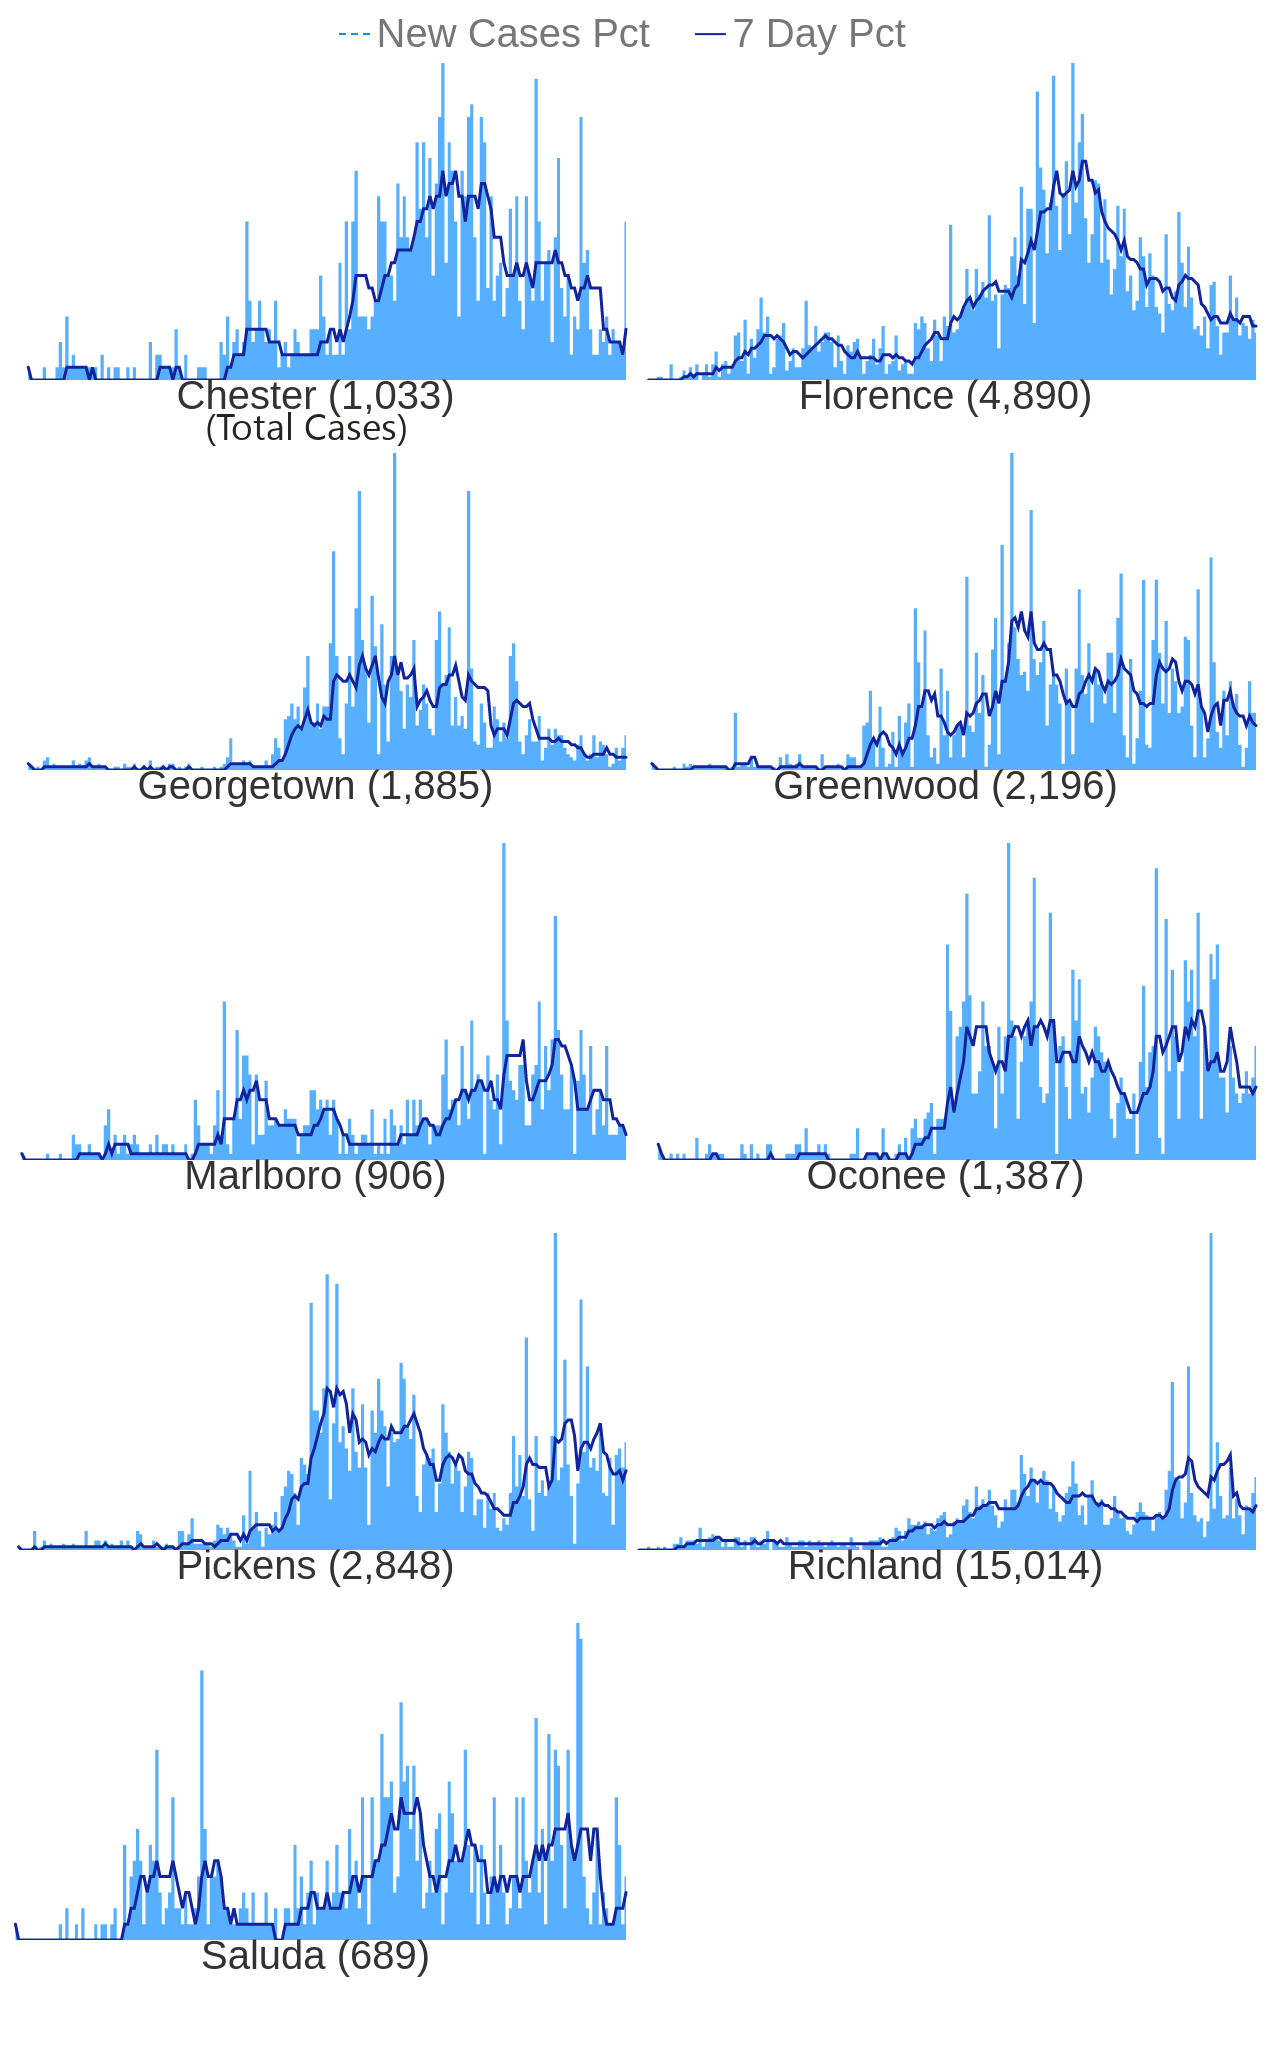 New Cases Pct 7 Day Pct
Chester (1,033) Florence (4,890)
(Total Cases)
Georgetown (1,885) Greenwood (2,196)
Marlboro (906) Oconee (1,387)
Pickens (2,848) Richland (15,014)
Saluda (689)